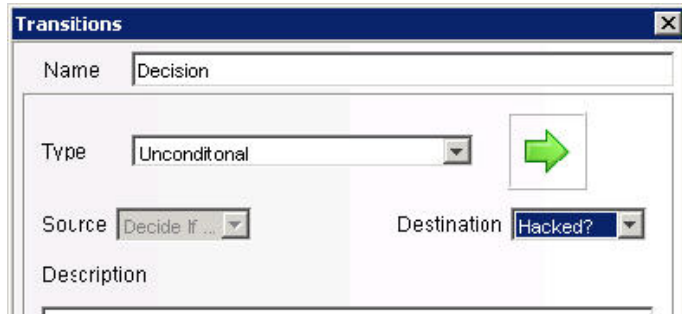 Transitions
Name Decision
Type Unconditonal
Source Decide If ... Destination Hacked?
Description